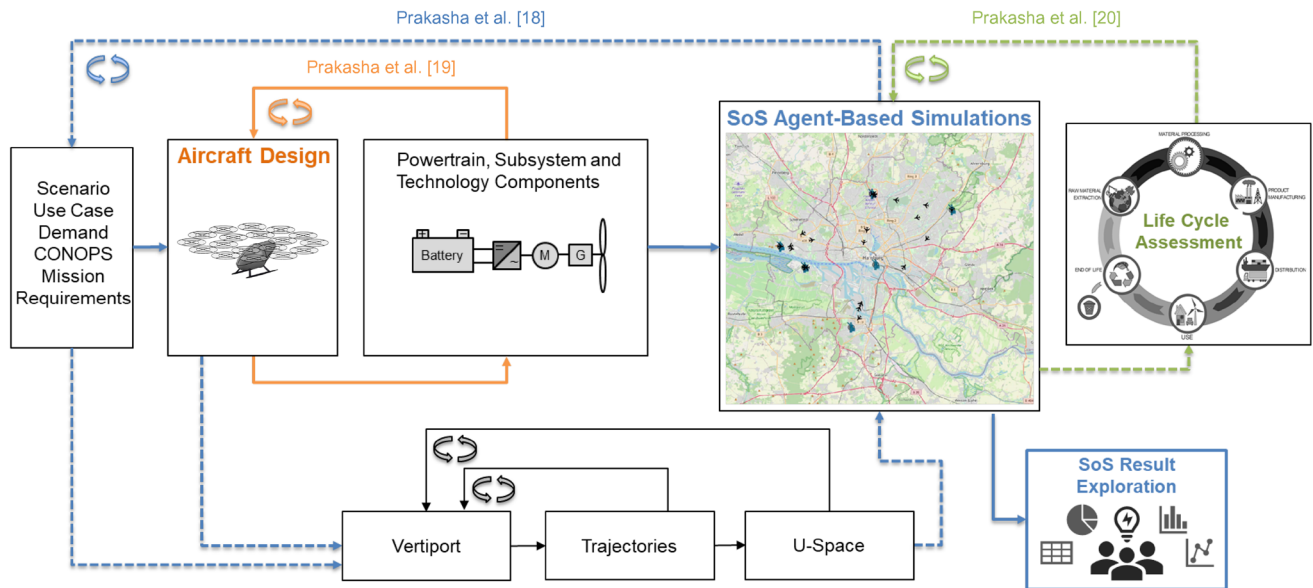 Prakasha et al. [18]
Prakasha et al. [20]
Prakasha et al. [19]
Scenario
Use Case
Demand
CONOPS
Mission
Requirements
Aircraft Design
Powertrain, Subsystem and
Technology Components
Battery
M
G
SoS Agent-Based Simulations
MATERIAL PROCESSING
RAW MATERIAL
EXTRACTION
PRODUCT
MANUFACTURING
Life Cycle
Assessment
END OF LIFE
DISTRIBUTION
USE
Vertiport
Trajectories
U-Space
SoS Result
Exploration